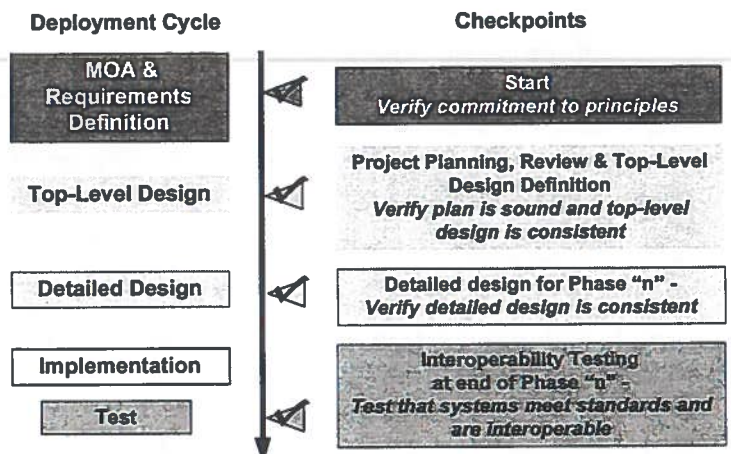 Deployment Cycle
Checkpoints
MOA &
Requirements
Definition
Start
Verify commitment to principles
Top-Level Design
Project Planning, Review & Top-Level
Design Definition
Verify plan is sound and top-level
design is consistent
Detailed Design
Detailed design for Phase "n" -
Verify detailed design is consistent
Implementation
Test
Interoperability Testing
at end of Phase "n" -
Test that systems meet standards and
are interoperable